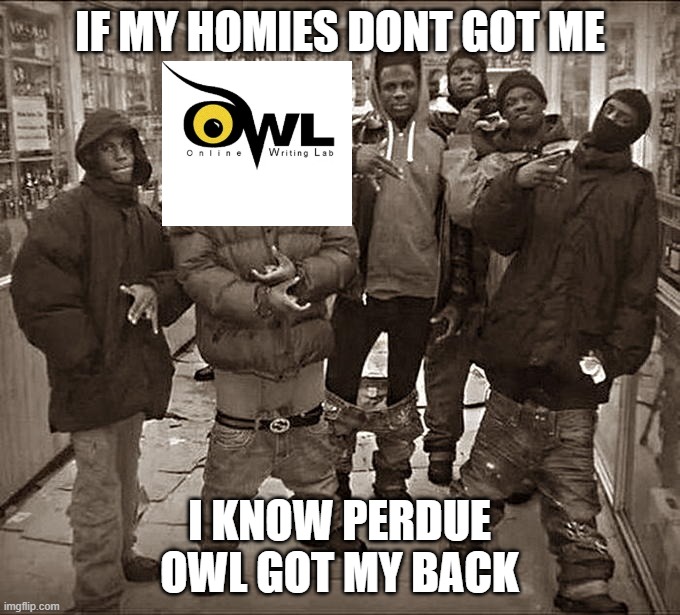 IF MY HOMIES DONT GOT ME
OWL
Online Writing Lab
I KNOW PERDUE
OWL GOT MY BACK
imgflip.com